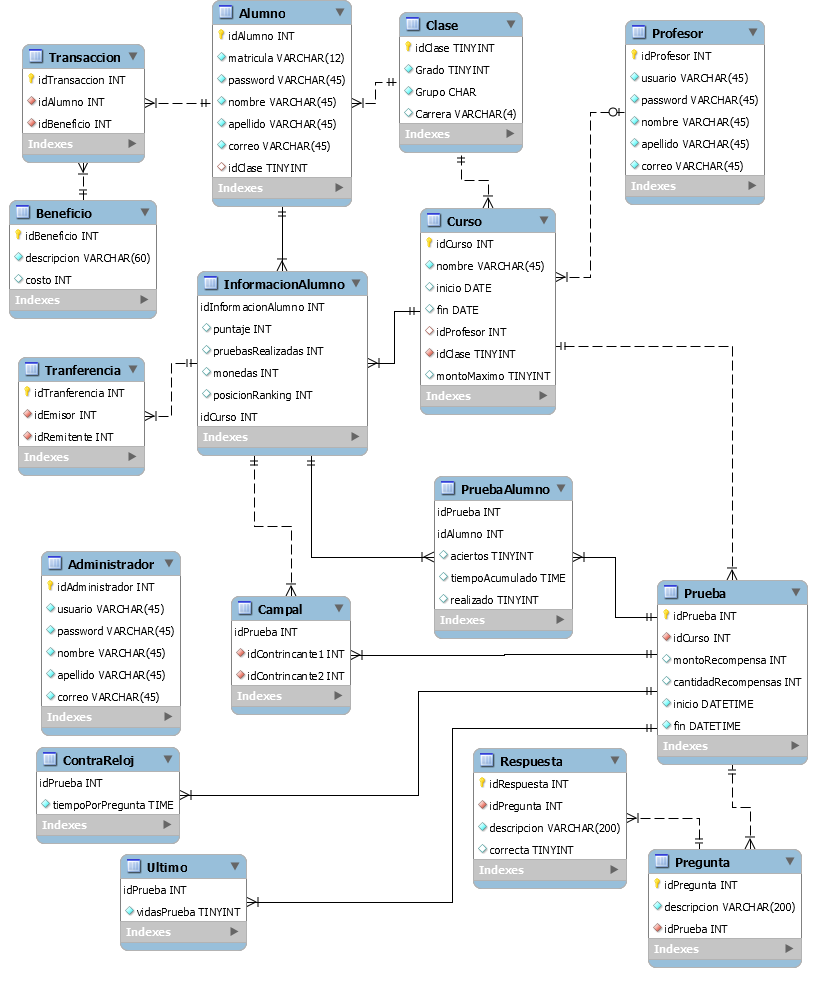 Alumno
idAlumno INT
matricula VARCHAR(12)
password VARCHAR(45)
nombre VARCHAR(45)
apellido VARCHAR(45)
correo VARCHAR(45)
idClase TINYINT
Indexes
Clase
idClase TINYINT
Grado TINYINT
Grupo CHAR
Carrera VARCHAR(4)
Indexes
Profesor
idProfesor INT
usuario VARCHAR(45)
password VARCHAR(45)
nombre VARCHAR(45)
apellido VARCHAR(45)
correo VARCHAR(45)
Indexes
Transaccion
idTransaccion INT
idAlumno INT
idBeneficio INT
Indexes
Beneficio
idBeneficio INT
descripcion VARCHAR(60)
costo INT
Indexes
Curso
idCurso INT
nombre VARCHAR(45)
inicio DATE
fin DATE
idProfesor INT
idClase TINYINT
montoMaximo TINYINT
Indexes
InformacionAlumno
idInformacionAlumno INT
puntaje INT
pruebasRealizadas INT
monedas INT
posicionRanking INT
idCurso INT
Indexes
Tranferencia
idTranferencia INT
idEmisor INT
idRemitente INT
Indexes
PruebaAlumno
idPrueba INT
idAlumno INT
aciertos TINYINT
tiempoAcumulado TIME
realizado TINYINT
Indexes
Administrador
idAdministrador INT
usuario VARCHAR(45)
password VARCHAR(45)
nombre VARCHAR(45)
apellido VARCHAR(45)
correo VARCHAR(45)
Indexes
Campal
idPrueba INT
idContrincante1 INT
idContrincante2 INT
Indexes
Prueba
idPrueba INT
idCurso INT
montoRecompensa INT
cantidadRecompensas INT
inicio DATETIME
fin DATETIME
Indexes
ContraReloj
idPrueba INT
tiempoPorPregunta TIME
Indexes
Respuesta
idRespuesta INT
idPregunta INT
descripcion VARCHAR(200)
correcta TINYINT
Indexes
Ultimo
idPrueba INT
vidasPrueba TINYINT
Indexes
Pregunta
idPregunta INT
descripcion VARCHAR(200)
idPrueba INT
Indexes